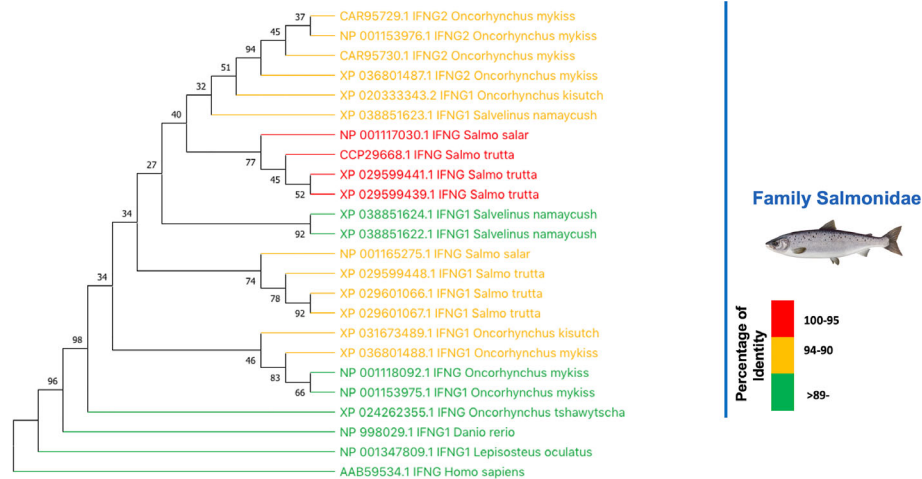 CAR95729.1 IFNG2 Oncorhynchus mykiss
NP 001153976.1 IFNG2 Oncorhynchus mykiss
CAR95730.1 IFNG2 Oncorhynchus mykiss
XP 036801487.1 IFNG2 Oncorhynchus mykiss
XP 020333343.2 IFNG1 Oncorhynchus kisutch
XP 038851623.1 IFNG1 Salvelinus namaycush
NP 001117030.1 IFNG Salmo salar
CCP29668.1 IFNG Salmo trutta
XP 029599441.1 IFNG Salmo trutta
XP 029599439.1 IFNG Salmo trutta
XP 038851624.1 IFNG1 Salvelinus namaycush
XP 038851622.1 IFNG1 Salvelinus namaycush
NP 001165275.1 IFNG Salmo salar
XP 029599448.1 IFNG1 Salmo trutta
XP 029601066.1 IFNG1 Salmo trutta
XP 029601067.1 IFNG1 Salmo trutta
XP 031673489.1 IFNG1 Oncorhynchus kisutch
XP 036801488.1 IFNG1 Oncorhynchus mykiss
NP 001118092.1 IFNG Oncorhynchus mykiss
NP 001153975.1 IFNG1 Oncorhynchus mykiss
XP 024262355.1 IFNG Oncorhynchus tshawytscha
NP 998029.1 IFNG1 Danio rerio
NP 001347809.1 IFNG1 Lepisosteus oculatus
AAB59534.1 IFNG Homo sapiens
37
45
94
51
32
40
77
45
52
27
92
34
74
78
92
34
46
83
66
98
96
Family Salmonidae
Percentage of
Identity
100-95
94-90
>89-